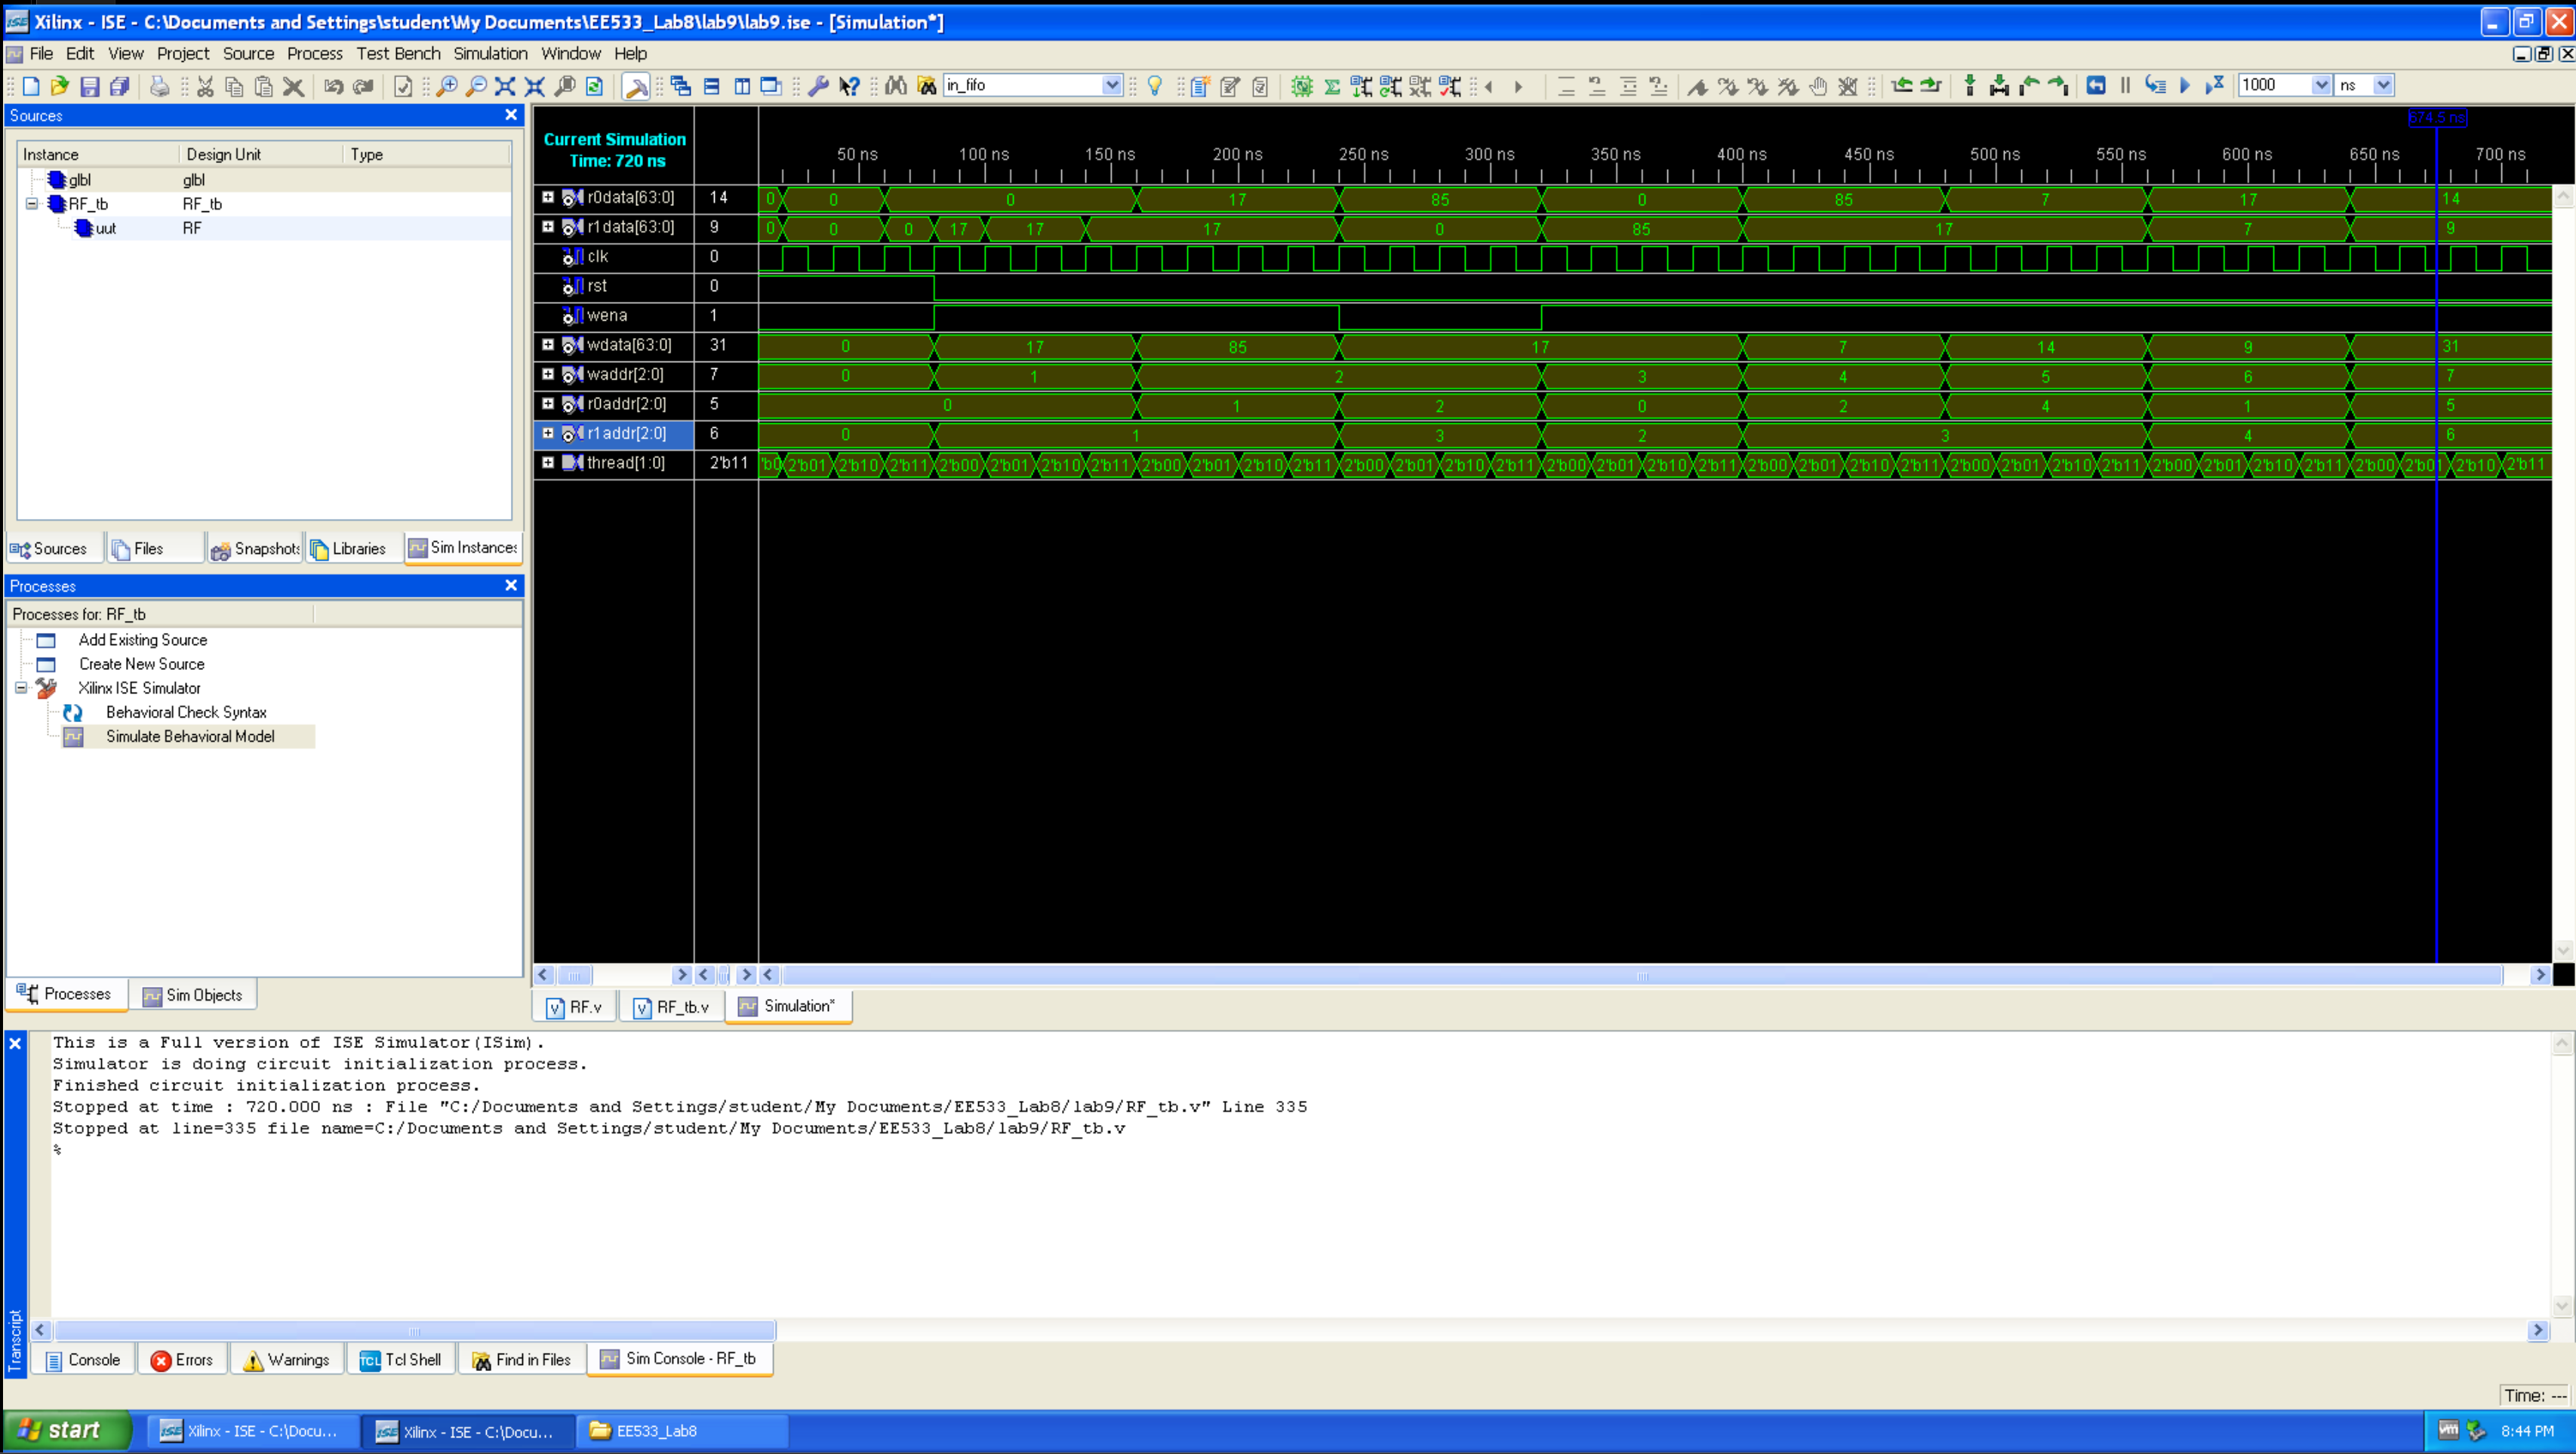 Xilinx - ISE - C:\Documents and Settings\student\My Documents\EE533_Lab8\lab9\lab9.ise - [Simulation*]
File Edit View Project Source Process Test Bench Simulation Window Help
in_fifo 1000 ns
Sources
Instance Design Unit Type
glbl glbl
RF_tb RF_tb
uut RF
Sources Files Snapshots Libraries Sim Instances
Processes
Processes for: RF_tb
Add Existing Source
Create New Source
Xilinx ISE Simulator
Behavioral Check Syntax
Simulate Behavioral Model
Processes Sim Objects
674.5 ns
Current Simulation
Time: 720 ns
50 ns 100 ns 150 ns 200 ns 250 ns 300 ns 350 ns 400 ns 450 ns 500 ns 550 ns 600 ns 650 ns 700 ns
r0data[63:0] 14 0 0 0 17 85 0 85 7 17 14
r1data[63:0] 9 0 0 0 17 17 17 0 85 17 7 9
clk 0
rst 0
wena 1
wdata[63:0] 31 0 17 85 17 7 14 9 31
waddr[2:0] 7 0 1 2 3 4 5 6 7
r0addr[2:0] 5 0 1 2 0 2 4 1 5
r1addr[2:0] 6 0 1 3 2 3 4 6
thread[1:0] 2'b11 'b0 2'b01 2'b10 2'b11 2'b00 2'b01 2'b10 2'b11 2'b00 2'b01 2'b10 2'b11 2'b00 2'b01 2'b10 2'b11 2'b00 2'b01 2'b10 2'b11 2'b00 2'b01 2'b10 2'b11 2'b00 2'b01 2'b10 2'b11 2'b00 2'b01 2'b10 2'b11 2'b00 2'b01 2'b10 2'b11
RF.v RF_tb.v Simulation*
This is a Full version of ISE Simulator(ISim).
Simulator is doing circuit initialization process.
Finished circuit initialization process.
Stopped at time : 720.000 ns : File "C:/Documents and Settings/student/My Documents/EE533_Lab8/lab9/RF_tb.v" Line 335
Stopped at line=335 file name=C:/Documents and Settings/student/My Documents/EE533_Lab8/lab9/RF_tb.v
%
Transcript
Console Errors Warnings Tcl Shell Find in Files Sim Console - RF_tb
Time: ---
start Xilinx - ISE - C:\Docu... Xilinx - ISE - C:\Docu... EE533_Lab8 8:44 PM